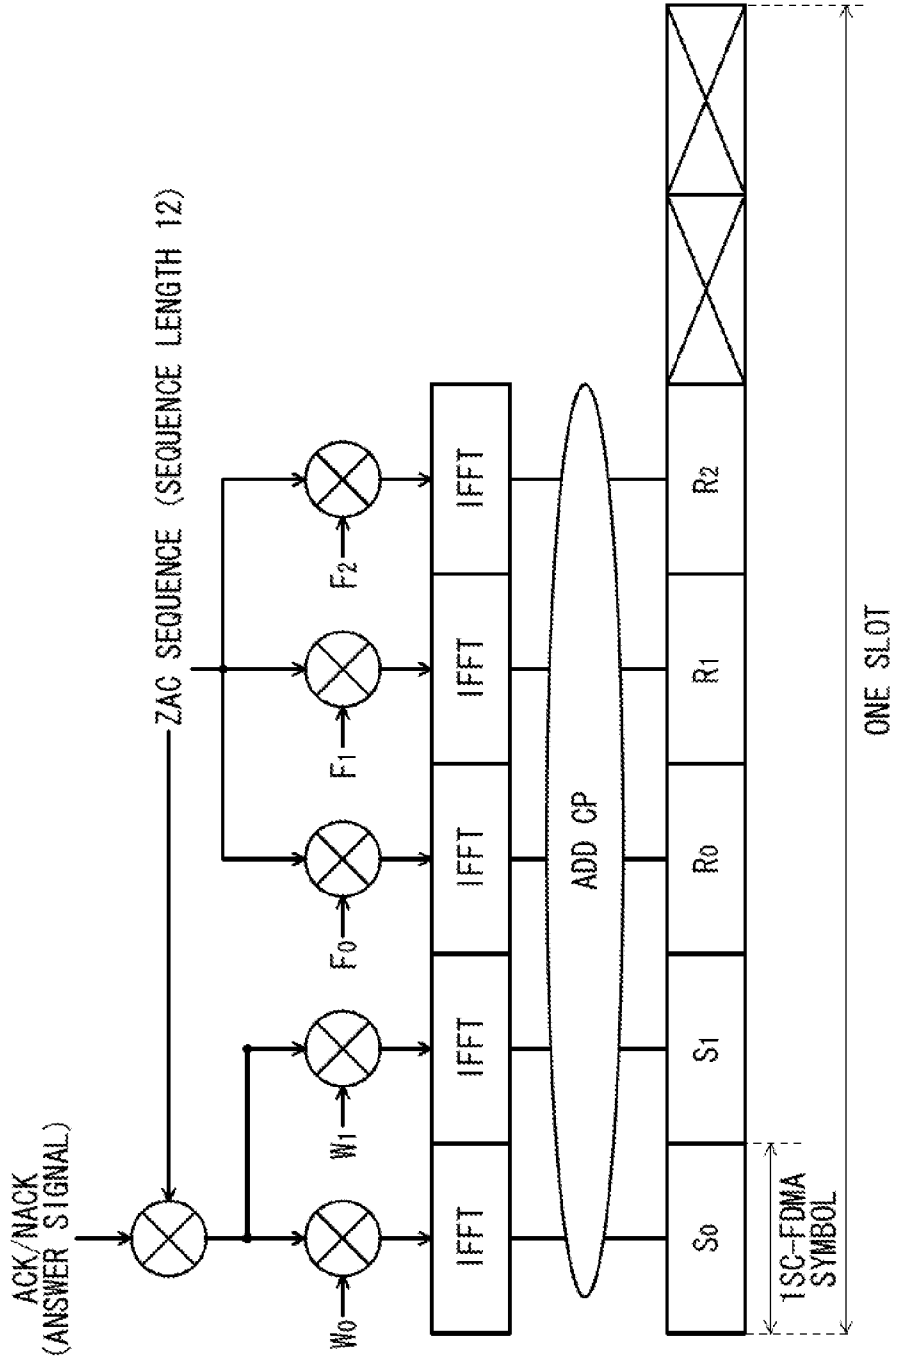 ACK/NACK
(ANSWER SIGNAL)
ZAC SEQUENCE (SEQUENCE LENGTH 12)
W0
W1
F0
F1
F2
IFFT
IFFT
IFFT
IFFT
IFFT
ADD CP
S0
S1
R0
R1
R2
1SC-FDMA
SYMBOL
ONE SLOT